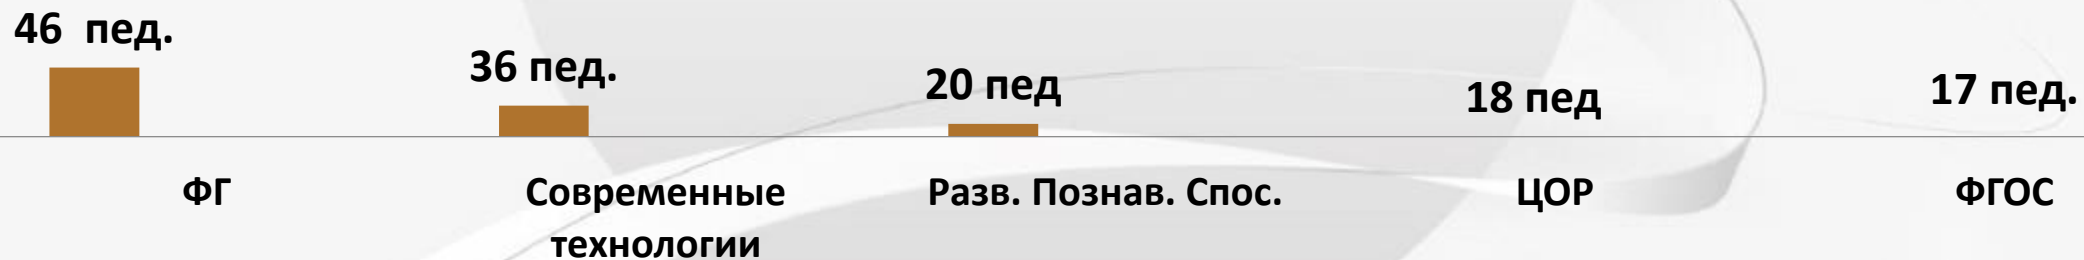 46 пед.
36 пед.
20 пед
18 пед
17 пед.
ФГ
Современные
технологии
Разв. Познав. Спос.
ЦОР
ФГОС